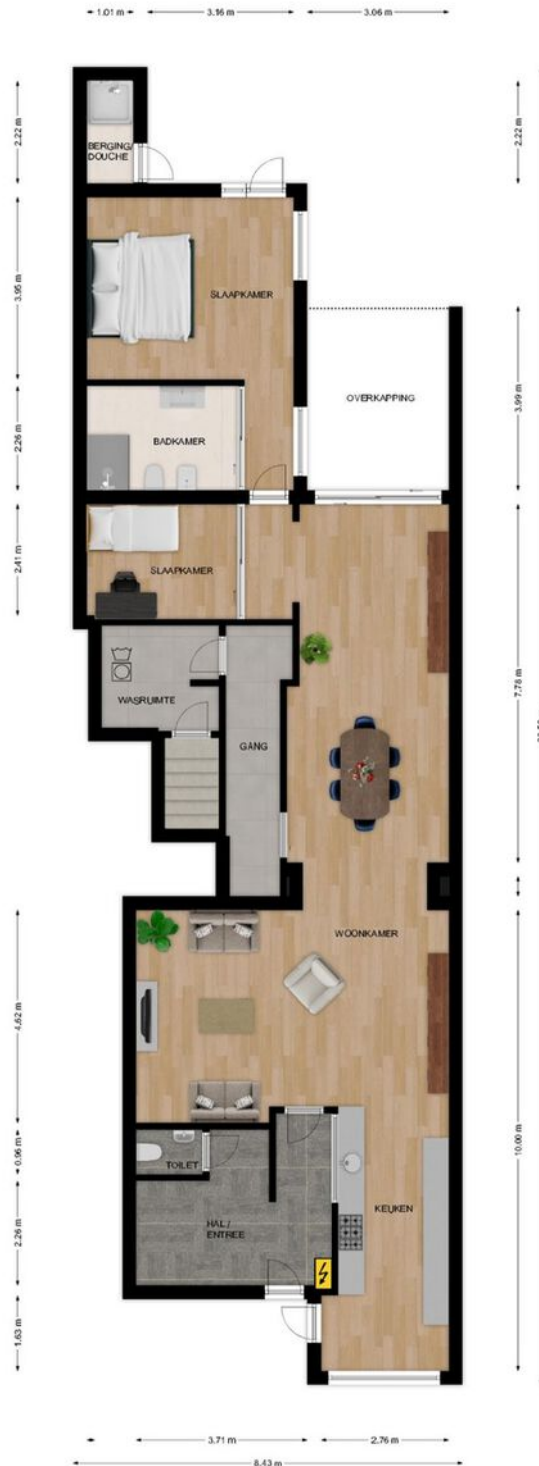 1.01 m
3.16 m
3.06 m
2.22 m
2.22 m
BERGING/
DOUCHE
3.95 m
SLAAPKAMER
3.99 m
OVERKAPPING
2.26 m
BADKAMER
2.41 m
SLAAPKAMER
7.78 m
WASRUIMTE
GANG
WOONKAMER
4.62 m
10.00 m
0.96 m
TOILET
KEUKEN
2.26 m
HAL /
ENTREE
1.63 m
3.71 m
2.76 m
8.43 m